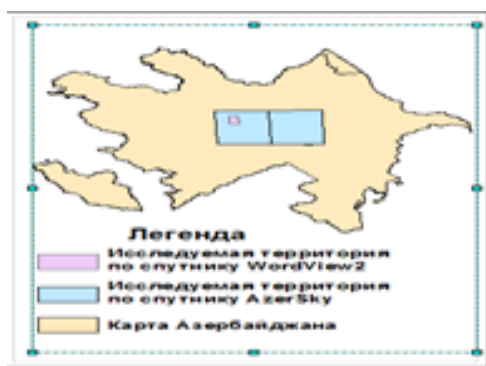 Легенда
Исследуемая территория
по спутнику WordView2
Исследуемая территория
по спутнику AzerSky
Карта Азербайджана